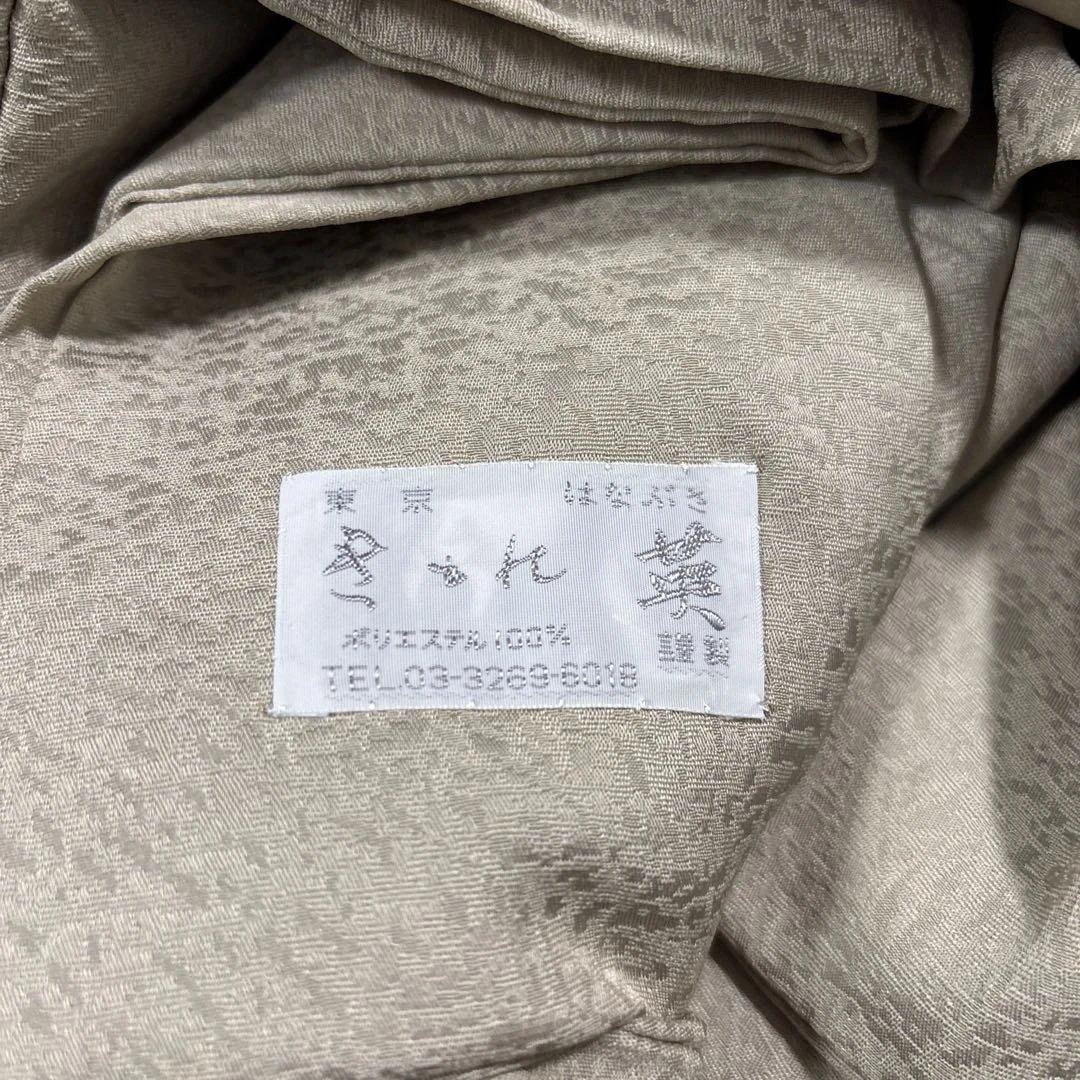 東京 はなぶさ
きかれ 英
ポリエステル100% 謹製
TEL.03-3269-6018